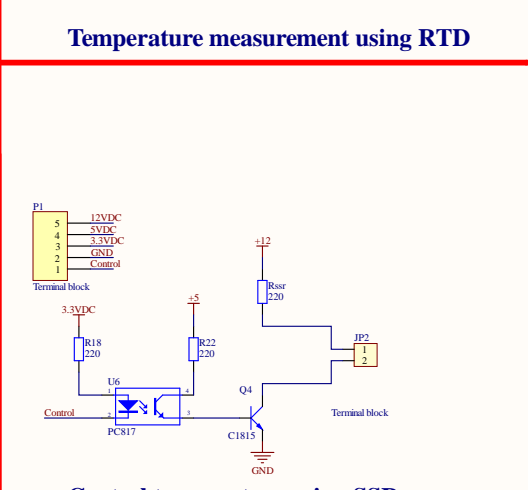 Temperature measurement using RTD
P1
5 12VDC
4 5VDC
3 3.3VDC
2 GND
1 Control
Terminal block
+12
Rssr
220
3.3VDC
+5
R18
220
R22
220
JP2
1
2
U6
1
4
Q4
Control
2
3
Terminal block
PC817
C1815
GND